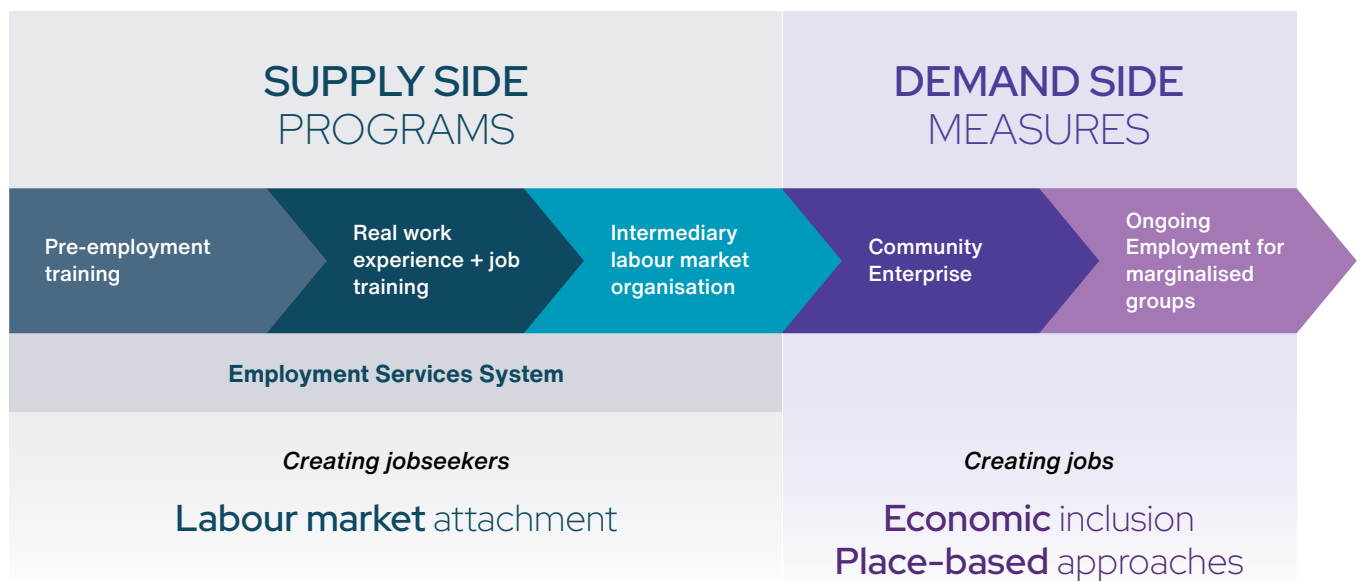 SUPPLY SIDE
PROGRAMS
DEMAND SIDE
MEASURES
Pre-employment
training
Real work
experience + job
training
Intermediary
labour market
organisation
Community
Enterprise
Ongoing
Employment for
marginalised
groups
Employment Services System
Creating jobseekers
Labour market attachment
Creating jobs
Economic inclusion
Place-based approaches